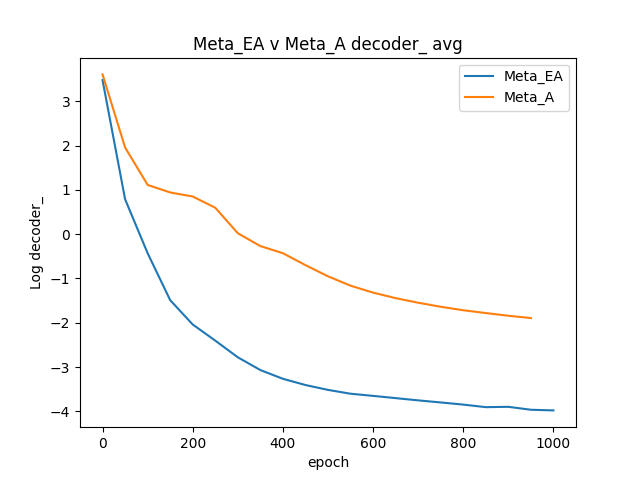 Meta_EA v Meta_A decoder_ avg
Meta_EA
Meta_A
Log decoder_
3
2
1
0
−1
−2
−3
−4
0
200
400
600
800
1000
epoch